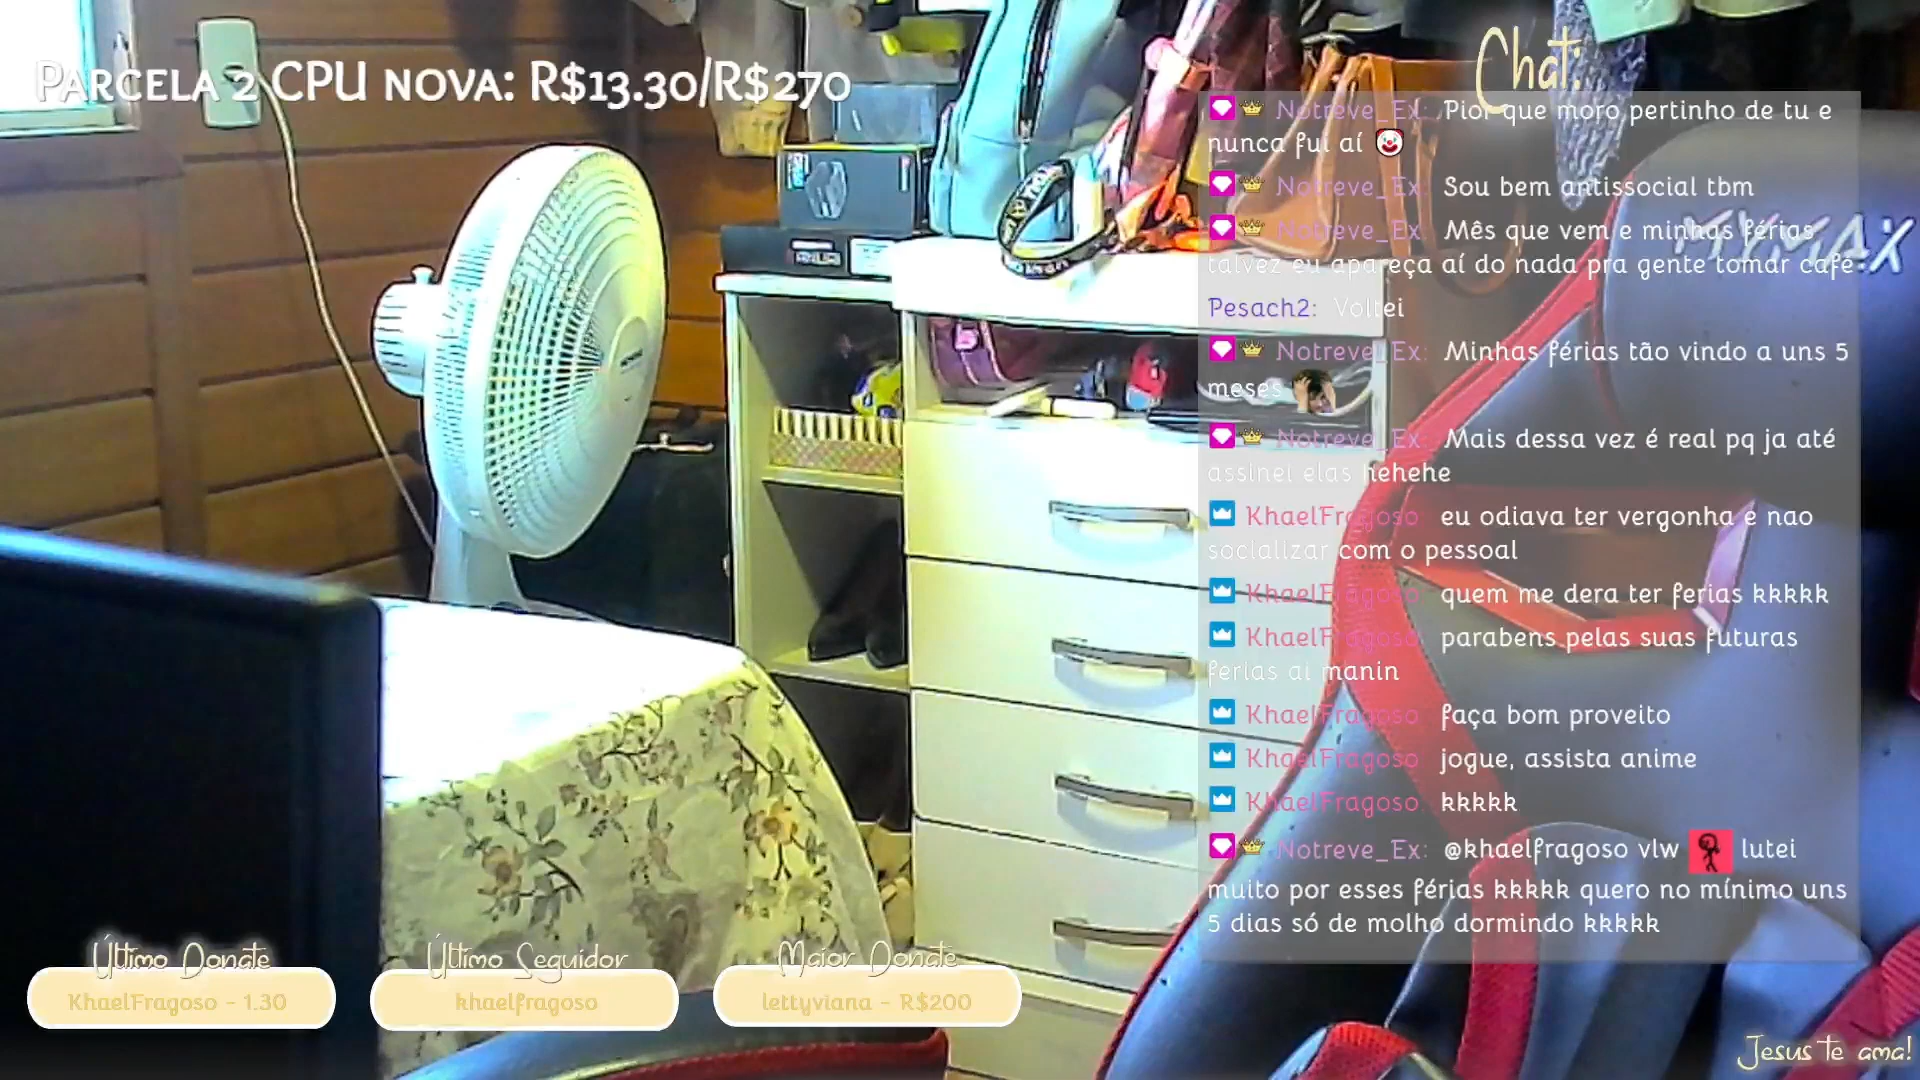 Parcela 2 CPU nova: R$13.30/R$270
Chat:
Notreve_Ex: Pior que moro pertinho de tu e
nunca fui aí
Notreve_Ex: Sou bem antissocial tbm
Notreve_Ex: Mês que vem e minhas férias
talvez eu apareça aí do nada pra gente tomar café
Pesach2: Voltei
Notreve_Ex: Minhas férias tão vindo a uns 5
meses
Notreve_Ex: Mais dessa vez é real pq ja até
assinei elas hehehe
KhaelFragoso eu odiava ter vergonha e nao
socializar com o pessoal
KhaelFragoso quem me dera ter ferias kkkkk
KhaelFragoso parabens pelas suas futuras
ferias ai manin
KhaelFragoso faça bom proveito
KhaelFragoso jogue, assista anime
KhaelFragoso kkkkk
Notreve_Ex: @khaelfragoso vlw lutei
muito por esses férias kkkkk quero no mínimo uns
5 dias só de molho dormindo kkkkk
MYMAX
Último Donate
KhaelFragoso - 1.30
Último Seguidor
khaelfragoso
Maior Donate
lettyviana - R$200
Jesus te ama!